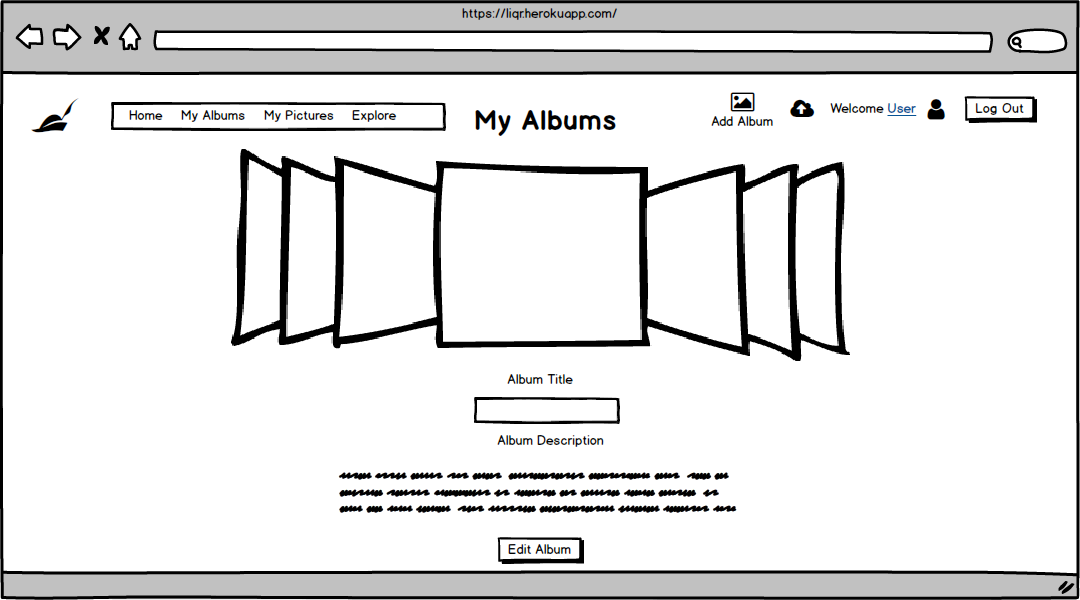 https://liqr.herokuapp.com/
Home My Albums My Pictures Explore
My Albums
Add Album
Welcome User
Log Out
Album Title
Album Description
Edit Album